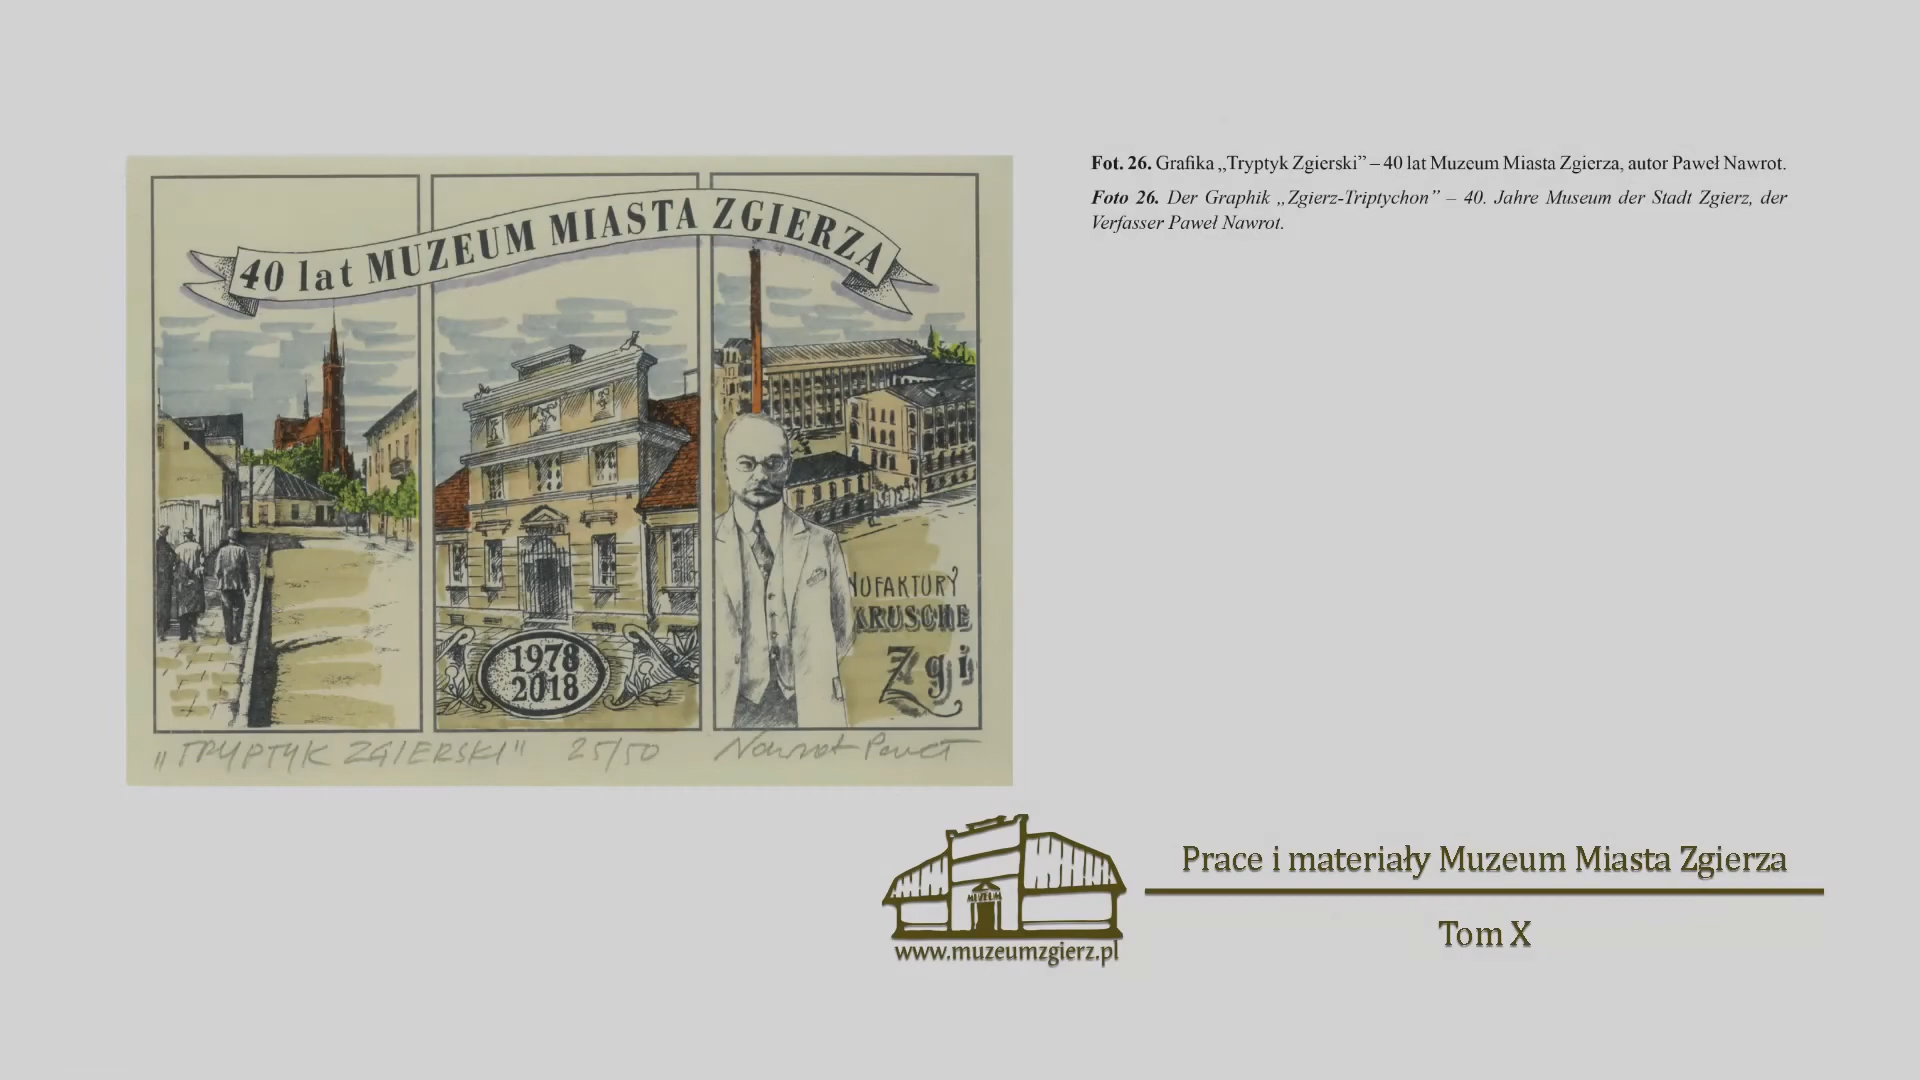 40 lat MUZEUM MIASTA ZGIERZA
1978
2018
NUFAKTURY
KRUSCHE
Zgi
„TRYPTYK ZGIERSKI" 25/50 Nawrot Paweł
Fot. 26. Grafika „Tryptyk Zgierski” – 40 lat Muzeum Miasta Zgierza, autor Paweł Nawrot.
Foto 26. Der Graphik „Zgierz-Triptychon” – 40. Jahre Museum der Stadt Zgierz, der
Verfasser Paweł Nawrot.
MUZEUM
www.muzeumzgierz.pl
Prace i materiały Muzeum Miasta Zgierza
Tom X